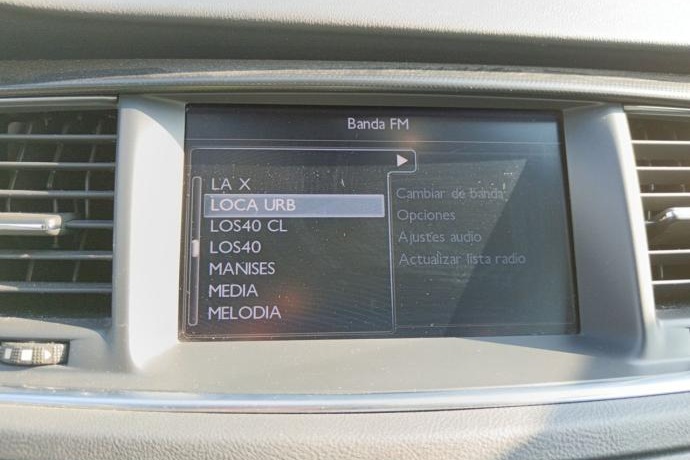 Banda FM
LA X
LOCA URB
LOS40 CL
LOS40
MANISES
MEDIA
MELODIA
Cambiar de banda
Opciones
Ajustes audio
Actualizar lista radio